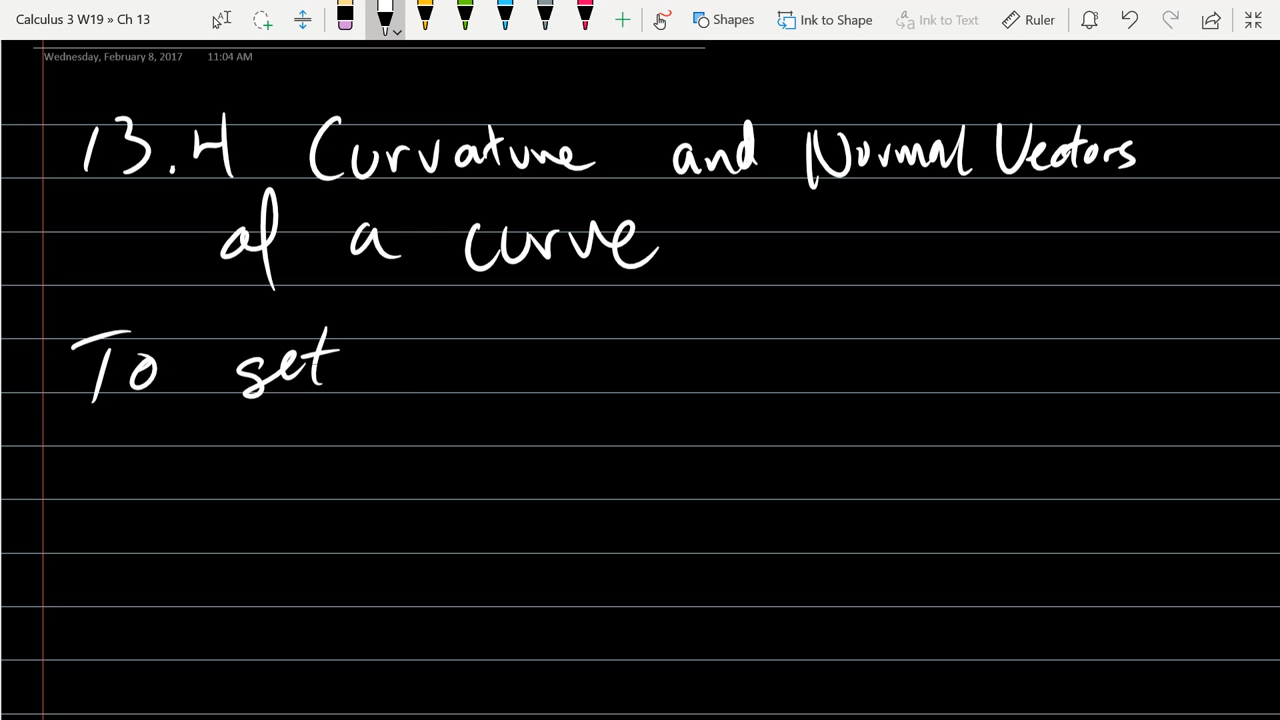 Calculus 3 W19 » Ch 13
Shapes
Ink to Shape
Ink to Text
Ruler
Wednesday, February 8, 2017 11:04 AM
13.4 Curvature and Normal Vectors
of a curve
To get